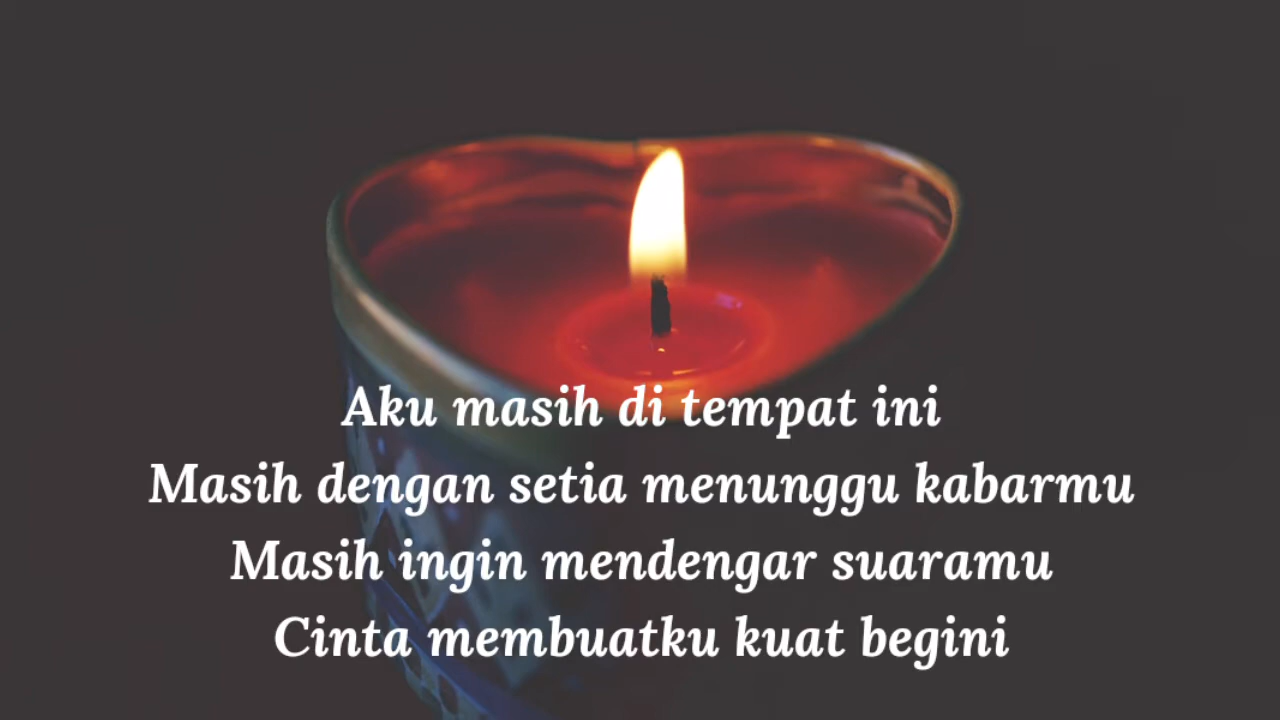 Aku masih di tempat ini
Masih dengan setia menunggu kabarmu
Masih ingin mendengar suaramu
Cinta membuatku kuat begini